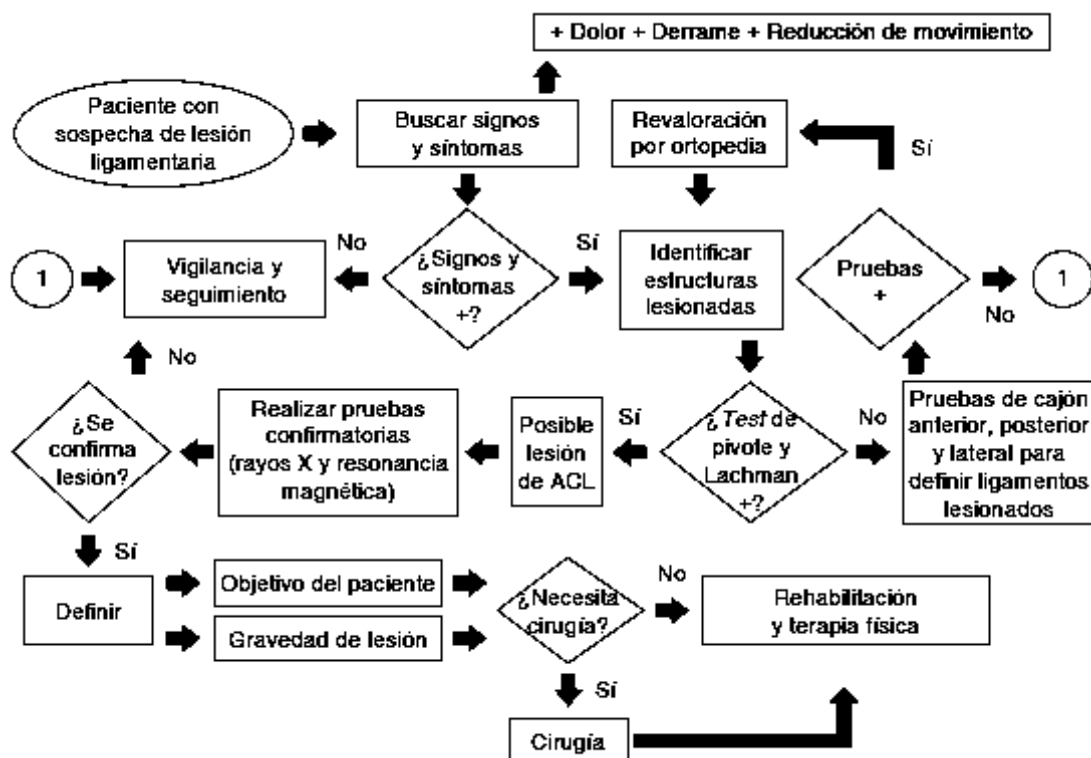 + Dolor + Derrame + Reducción de movimiento
Paciente con
sospecha de lesión
ligamentaria
Buscar signos
y síntomas
Revaloración
por ortopedia
Sí
1
Vigilancia y
seguimiento
No
¿Signos y
síntomas
+?
Sí
Identificar
estructuras
lesionadas
Pruebas
+
No
1
No
¿Se
confirma
lesión?
Realizar pruebas
confirmatorias
(rayos X y resonancia
magnética)
Posible
lesión
de ACL
Sí
¿Test de
pivote y
Lachman
+?
No
Pruebas de cajón
anterior, posterior
y lateral para
definir ligamentos
lesionados
Sí
Definir
Objetivo del paciente
Gravedad de lesión
¿Necesita
cirugía?
No
Rehabilitación
y terapia física
Sí
Cirugía